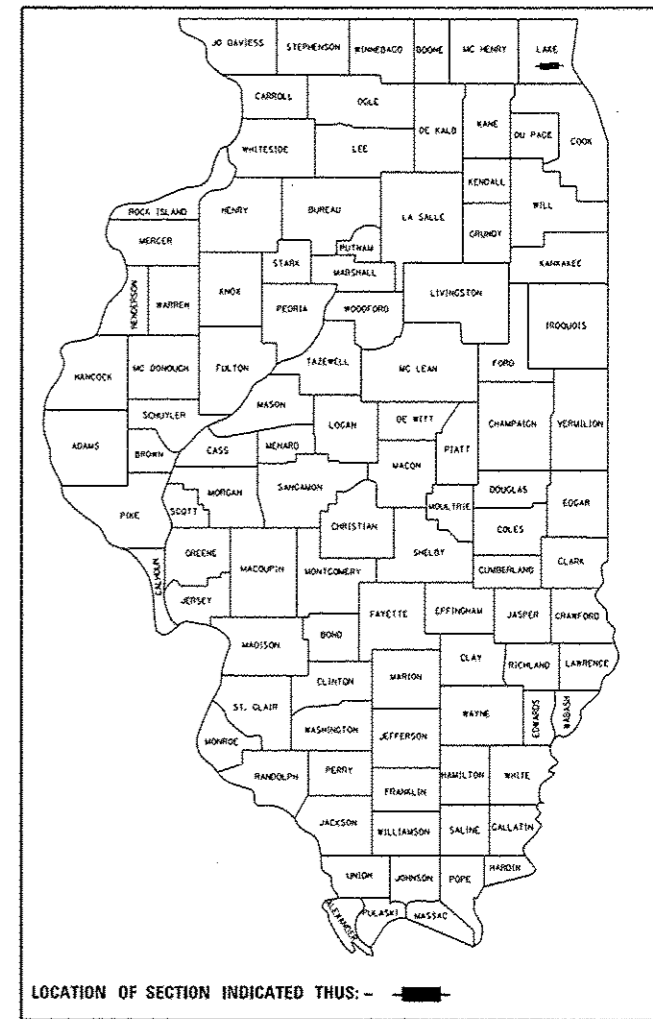 JO DAVIESS STEPHENSON WINNEBAGO BOONE MC HENRY LAKE
CARROLL OGLE DE KALB KANE DU PAGE COOK
WHITESIDE LEE KENDALL WILL
ROCK ISLAND HENRY BUREAU LA SALLE GRUNDY
MERCER PUTNAM KANKAKEE
STARK MARSHALL
HENDERSON WARREN KNOX PEORIA WOODFORD LIVINGSTON IROQUOIS
HANCOCK MC DONOUGH FULTON TAZEWELL MC LEAN FORD
SCHUYLER MASON LOGAN DE WITT CHAMPAIGN VERMILION
ADAMS BROWN CASS MENARD MACON PIATT
PIKE SCOTT MORGAN SANGAMON CHRISTIAN MOULTRIE DOUGLAS EDGAR
COLES
CALHOUN GREENE MACOUPIN MONTGOMERY SHELBY CUMBERLAND CLARK
JERSEY FAYETTE EFFINGHAM JASPER CRAWFORD
MADISON BOND CLAY RICHLAND LAWRENCE
CLINTON MARION
ST. CLAIR WASHINGTON JEFFERSON WAYNE EDWARDS WABASH
MONROE
RANDOLPH PERRY HAMILTON WHITE
FRANKLIN
JACKSON WILLIAMSON SALINE GALLATIN
UNION JOHNSON POPE HARDIN
ALEXANDER PULASKI MASSAC
LOCATION OF SECTION INDICATED THUS: -